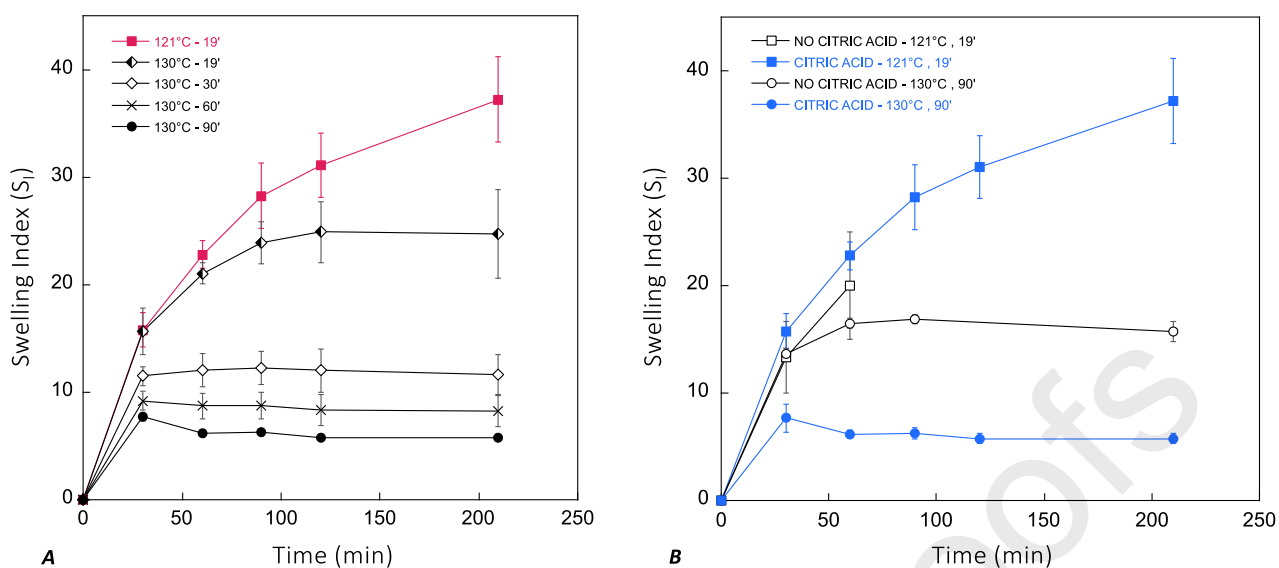 121°C - 19'
130°C - 19'
130°C - 30'
130°C - 60'
130°C - 90'
40
30
20
10
0
Swelling Index (S_I)
0 50 100 150 200 250
Time (min)
A
NO CITRIC ACID - 121°C , 19'
CITRIC ACID - 121°C , 19'
NO CITRIC ACID - 130°C , 90'
CITRIC ACID - 130°C , 90'
40
30
20
10
0
Swelling Index (S_I)
0 50 100 150 200 250
Time (min)
B
oofs